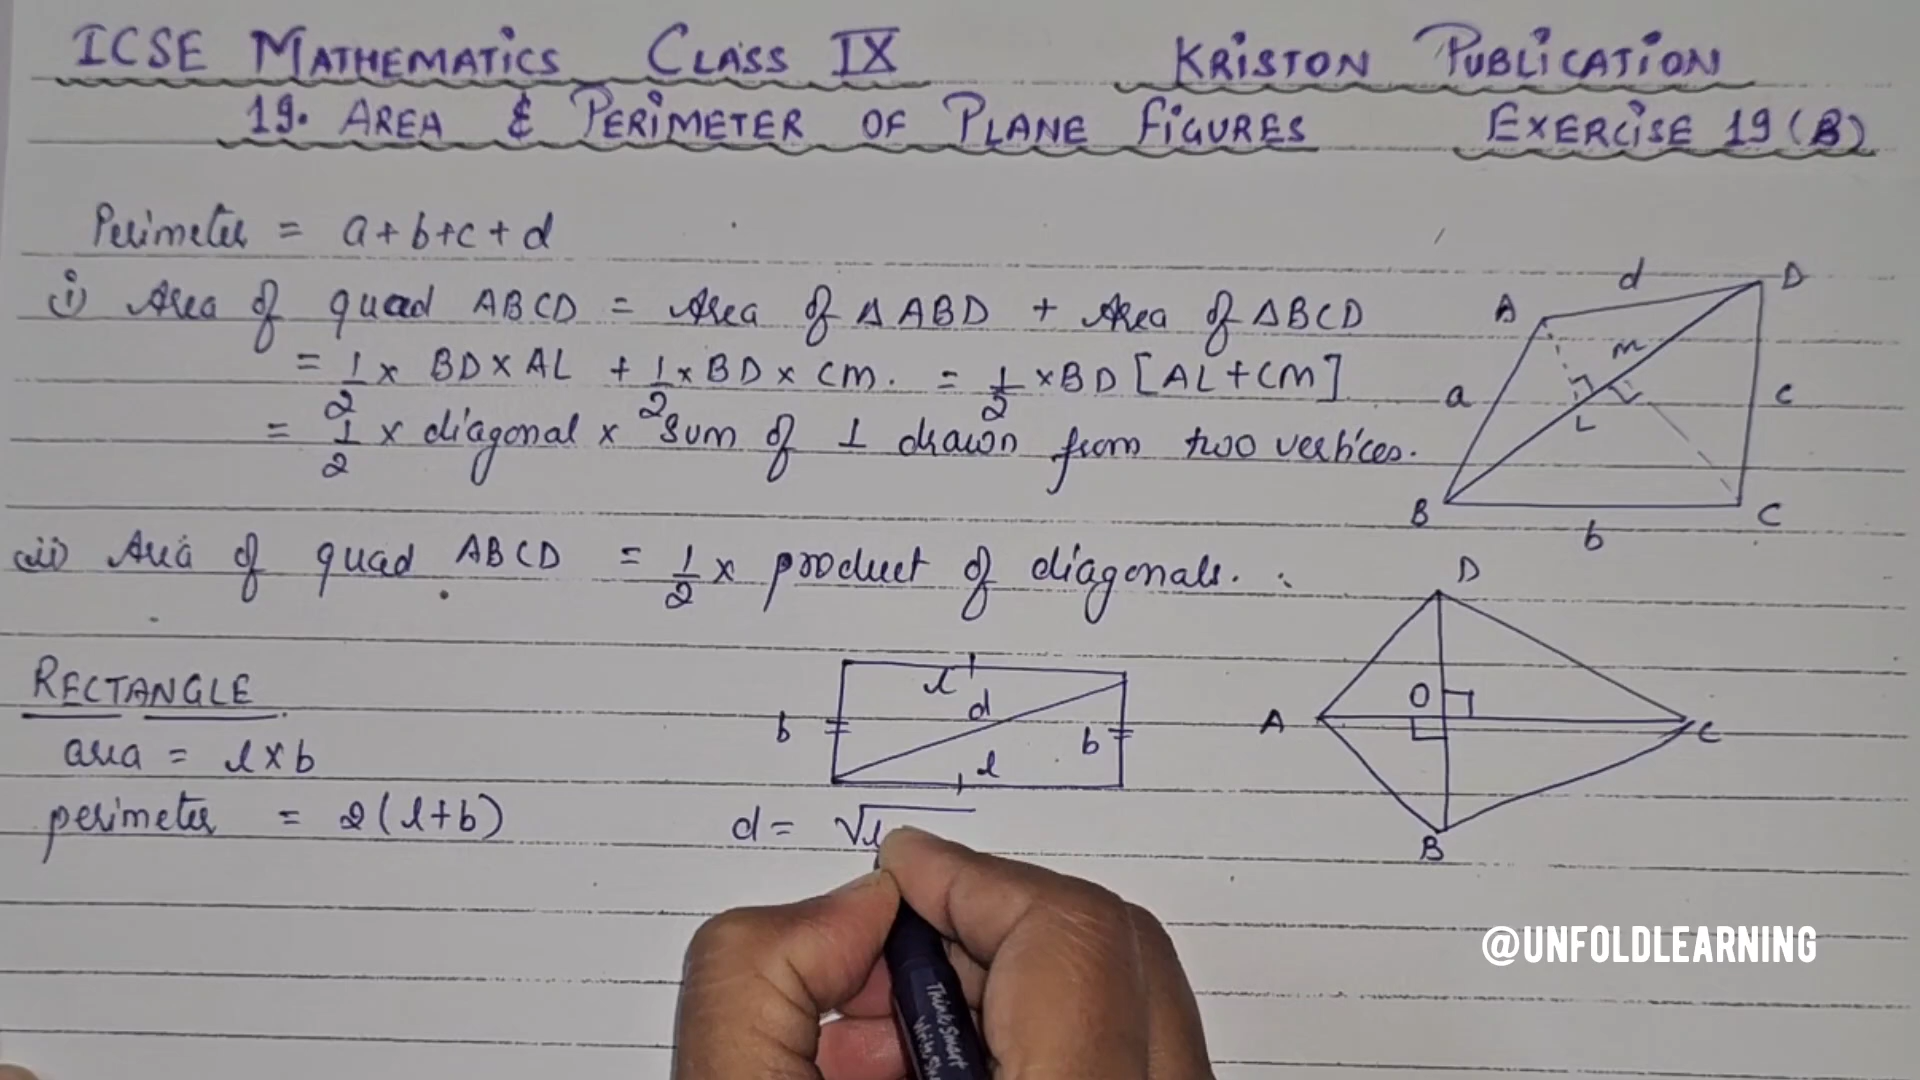 ICSE MATHEMATICS CLASS IX KRISTON PUBLICATION
19. AREA & PERIMETER OF PLANE FIGURES EXERCISE 19 (B)
Perimeter = a+b+c+d
(i) Area of quad ABCD = Area of Δ ABD + Area of ΔBCD
= 1/2 × BD × AL + 1/2 × BD × CM. = 1/2 × BD [AL+CM]
= 1/2 × diagonal × Sum of ⊥ drawn from two vertices.
A d D
a M c
L
B b C
(ii) Area of quad ABCD = 1/2 × product of diagonals.
D
A O C
B
RECTANGLE
l
b d b
l
area = l×b
perimeter = 2(l+b) d = √l
@UNFOLDLEARNING
Think Smart